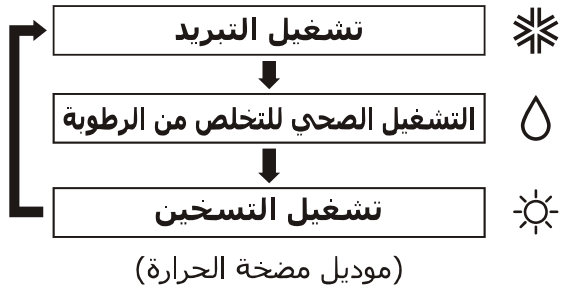 تشغيل التبريد
التشغيل الصحي للتخلص من الرطوبة
تشغيل التسخين
(موديل مضخة الحرارة)